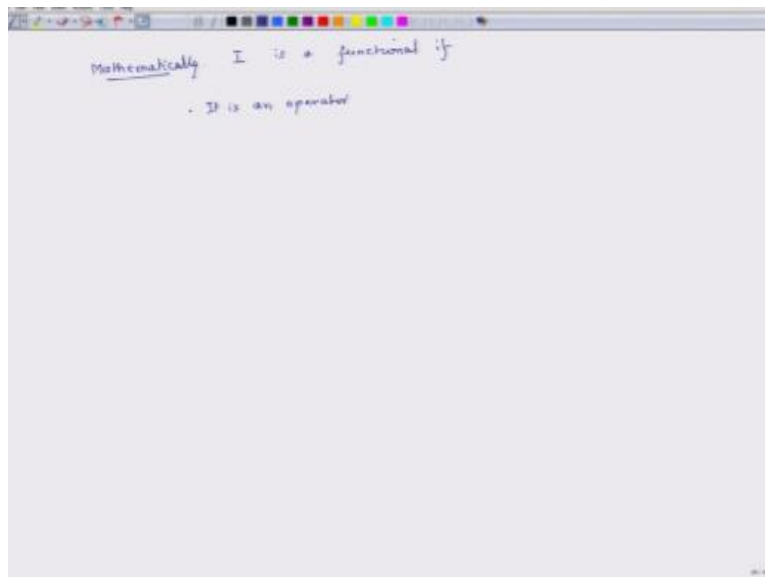 Mathematically I is a functional if
. It is an operator